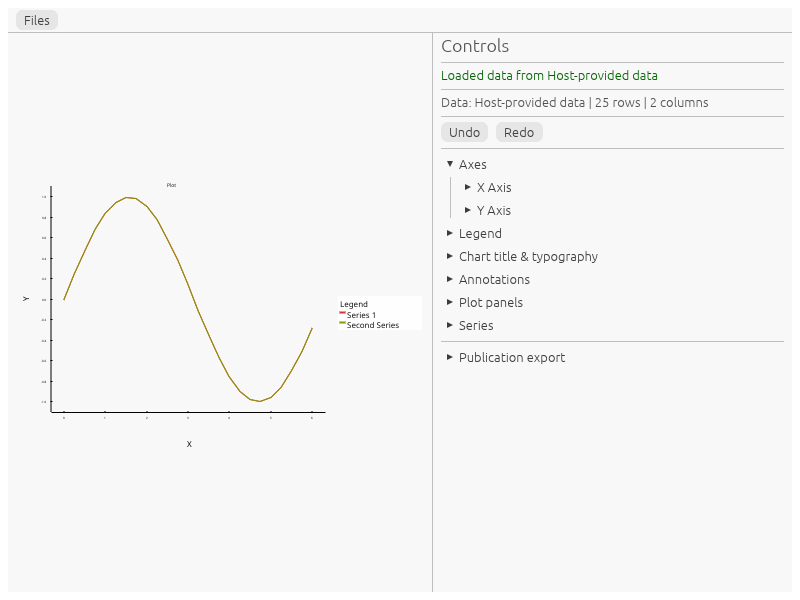 Files
Controls
Loaded data from Host-provided data
Data: Host-provided data | 25 rows | 2 columns
Undo Redo
Axes
X Axis
Y Axis
Legend
Chart title & typography
Annotations
Plot panels
Series
Publication export
Plot
Y
X
Legend
Series 1
Second Series